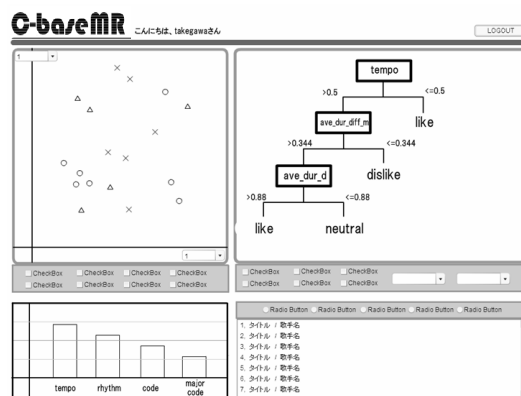 C-baseMR こんにちは、takegawaさん LOGOUT
1
1
CheckBox CheckBox CheckBox CheckBox
CheckBox CheckBox CheckBox CheckBox
tempo
>0.5 <=0.5
ave_dur_diff_m like
>0.344 <=0.344
ave_dur_d dislike
>0.88 <=0.88
like neutral
CheckBox CheckBox CheckBox
CheckBox CheckBox CheckBox
tempo rhythm code major
code
Radio Button Radio Button Radio Button Radio Button Radio Button
1. タイトル / 歌手名
2. タイトル / 歌手名
3. タイトル / 歌手名
4. タイトル / 歌手名
5. タイトル / 歌手名
6. タイトル / 歌手名
7. タイトル / 歌手名